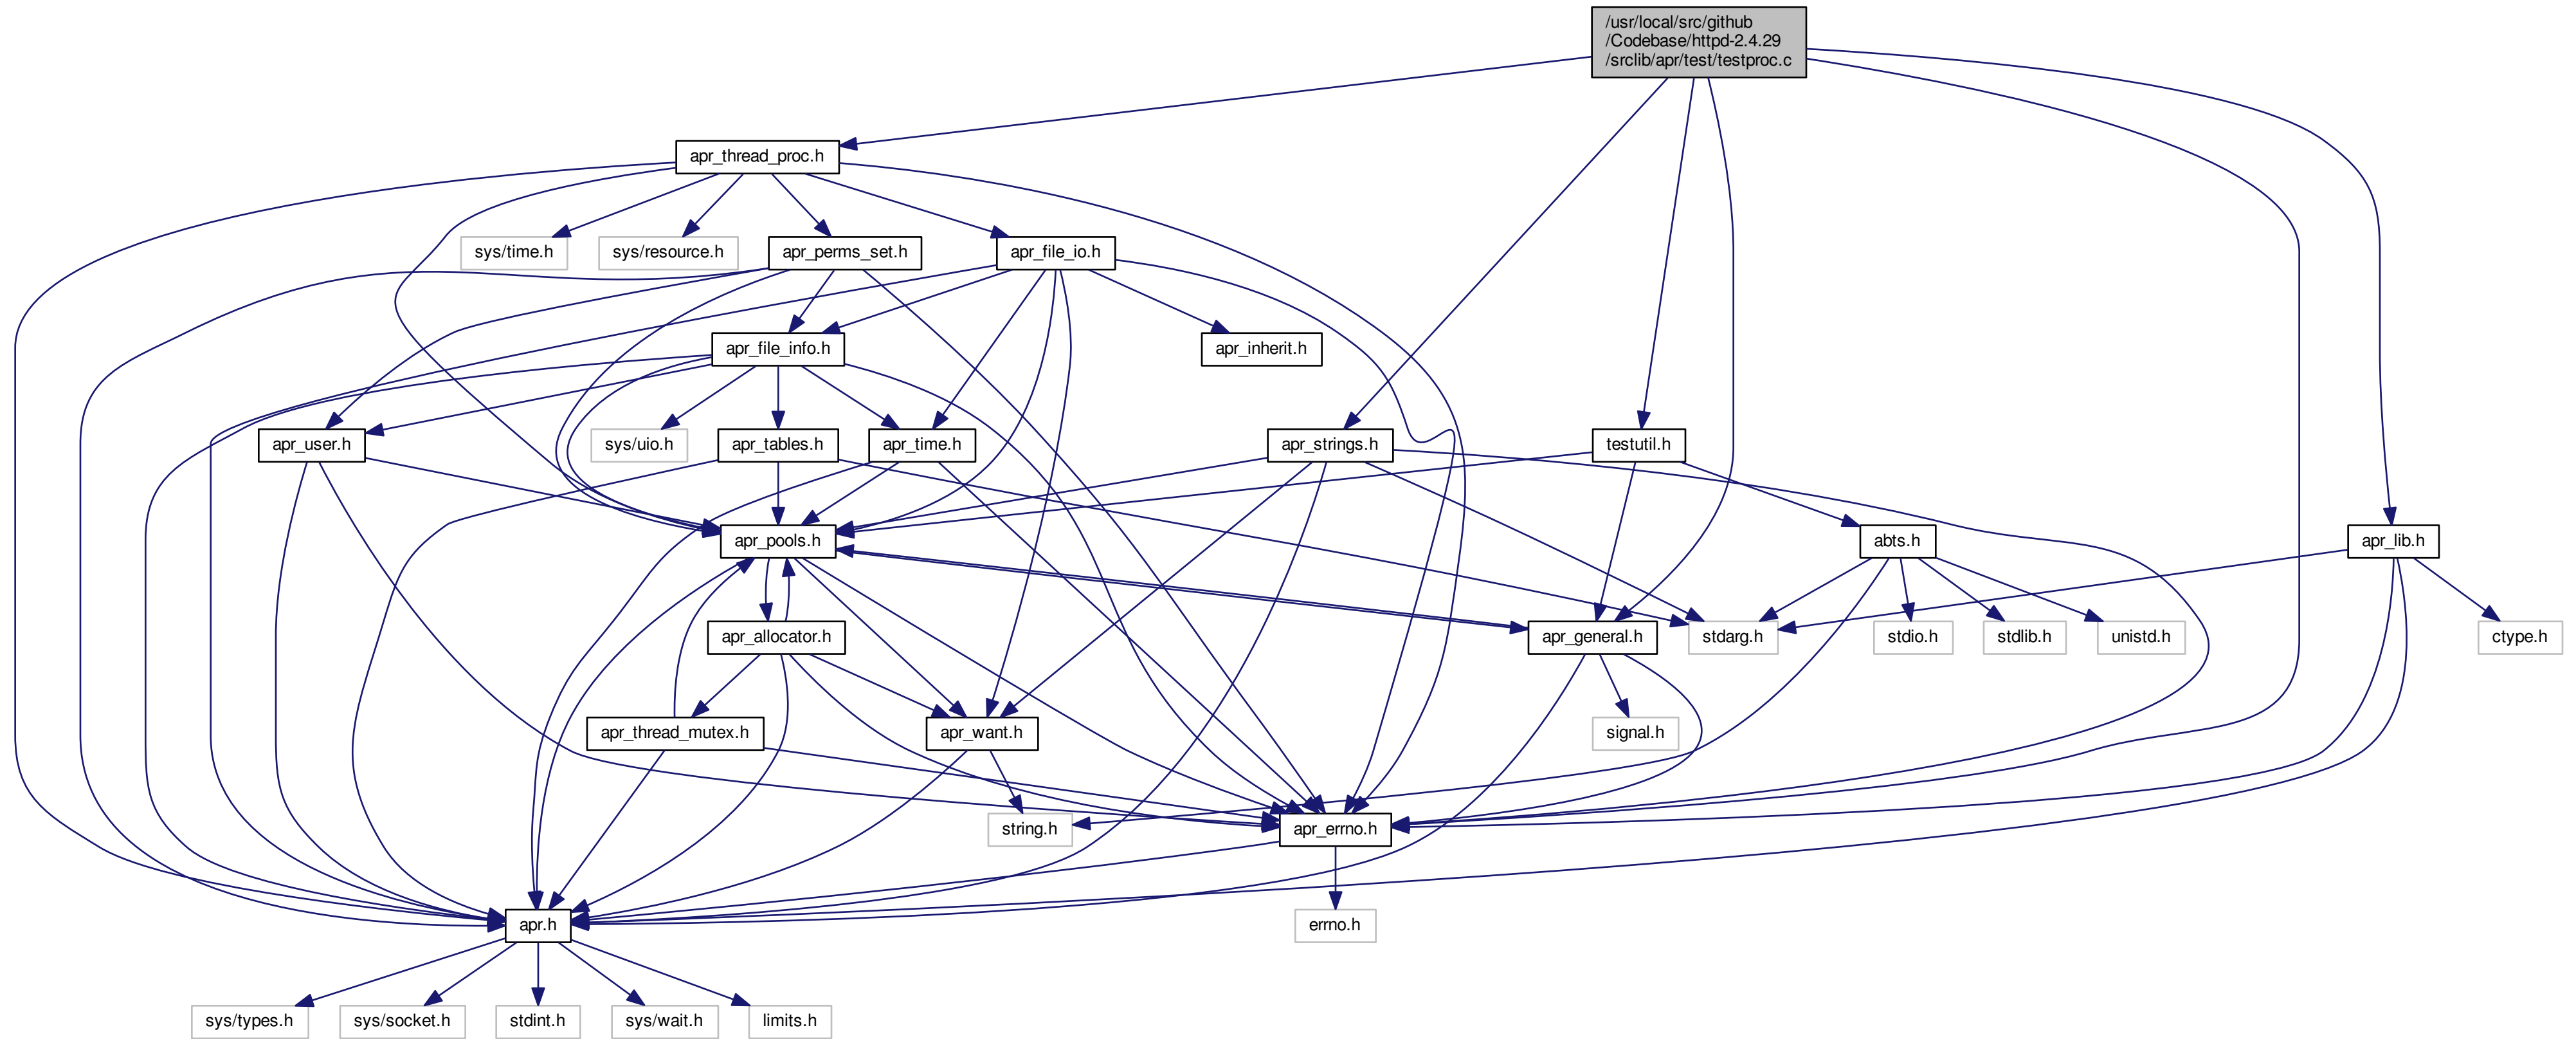 /usr/local/src/github
/Codebase/httpd-2.4.29
/srclib/apr/test/testproc.c
apr_thread_proc.h
sys/time.h
sys/resource.h
apr_perms_set.h
apr_file_io.h
apr_file_info.h
apr_inherit.h
apr_user.h
sys/uio.h
apr_tables.h
apr_time.h
apr_strings.h
testutil.h
apr_pools.h
abts.h
apr_lib.h
apr_allocator.h
apr_general.h
stdarg.h
stdio.h
stdlib.h
unistd.h
ctype.h
apr_thread_mutex.h
apr_want.h
signal.h
string.h
apr_errno.h
apr.h
errno.h
sys/types.h
sys/socket.h
stdint.h
sys/wait.h
limits.h